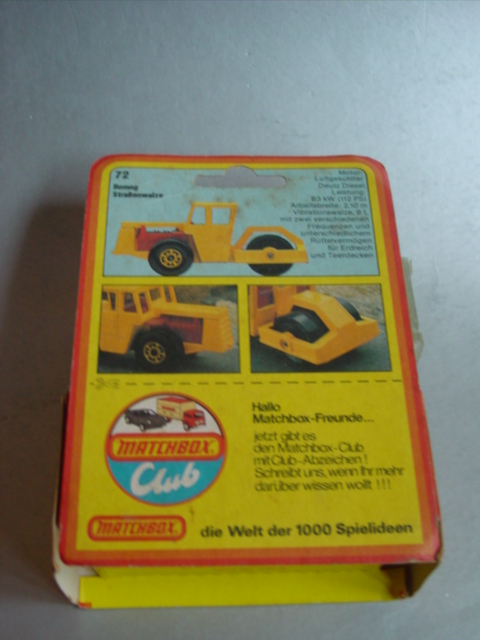 72
Bomag
Straßenwalze
Motor:
Luftgekühlter
Deutz Diesel
Leistung:
83 kW (112 PS)
Arbeitsbreite: 2,10 m
Vibrationswalze, 8 t,
mit zwei verschiedenen
Frequenzen und
unterschiedlichem
Rüttelvermögen
für Erdreich
und Teerdecken
MATCHBOX
Club
Hallo
Matchbox-Freunde...
jetzt gibt es
den Matchbox-Club
mit Club-Abzeichen!
Schreibt uns, wenn Ihr mehr
darüber wissen wollt!!!
MATCHBOX
die Welt der 1000 Spielideen